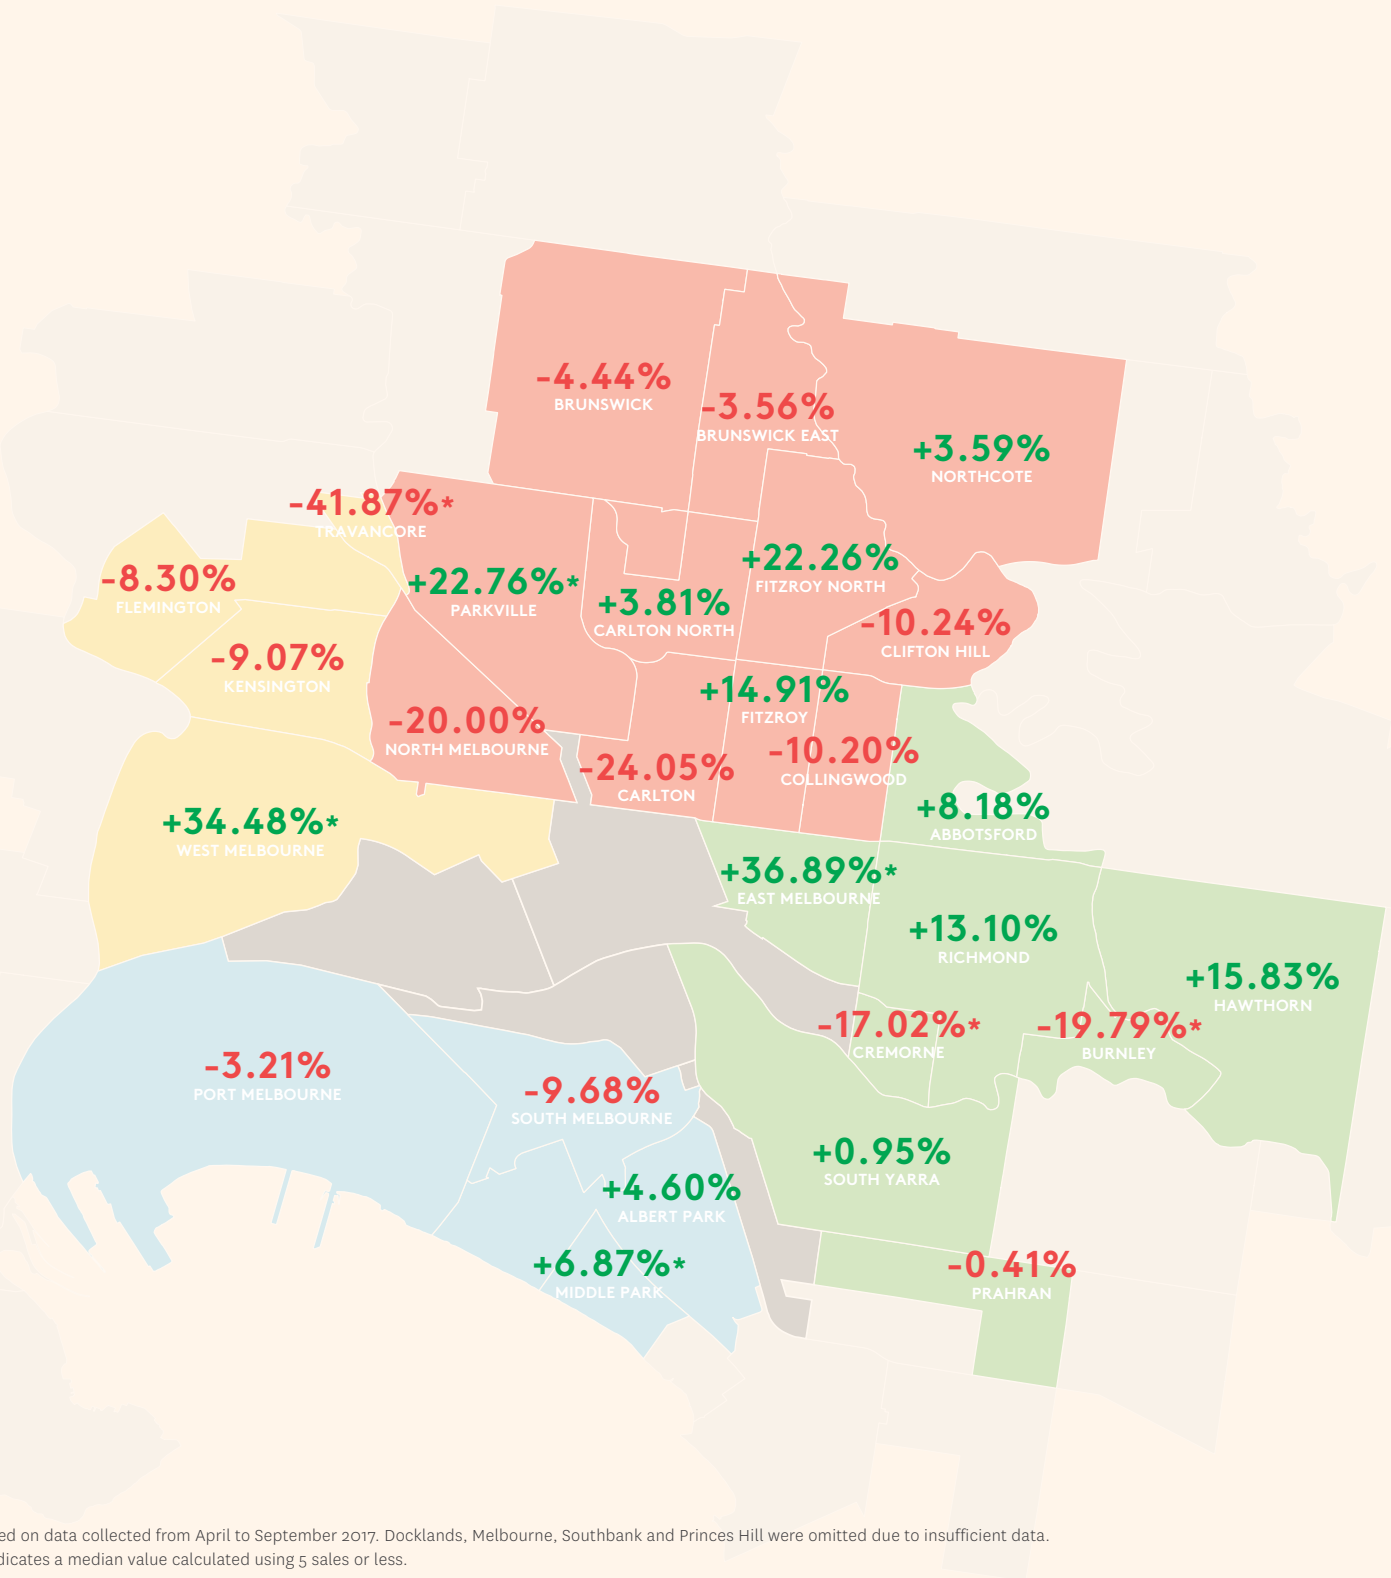 -4.44%
BRUNSWICK
-3.56%
BRUNSWICK EAST
+3.59%
NORTHCOTE
-41.87%*
TRAVANCORE
-8.30%
FLEMINGTON
+22.76%*
PARKVILLE
+3.81%
CARLTON NORTH
+22.26%
FITZROY NORTH
-10.24%
CLIFTON HILL
-9.07%
KENSINGTON
-20.00%
NORTH MELBOURNE
+14.91%
FITZROY
-24.05%
CARLTON
-10.20%
COLLINGWOOD
+34.48%*
WEST MELBOURNE
+8.18%
ABBOTSFORD
+36.89%*
EAST MELBOURNE
+13.10%
RICHMOND
+15.83%
HAWTHORN
-17.02%*
CREMORNE
-19.79%*
BURNLEY
-3.21%
PORT MELBOURNE
-9.68%
SOUTH MELBOURNE
+0.95%
SOUTH YARRA
+4.60%
ALBERT PARK
+6.87%*
MIDDLE PARK
-0.41%
PRAHRAN
ed on data collected from April to September 2017. Docklands, Melbourne, Southbank and Princes Hill were omitted due to insufficient data.
dicates a median value calculated using 5 sales or less.